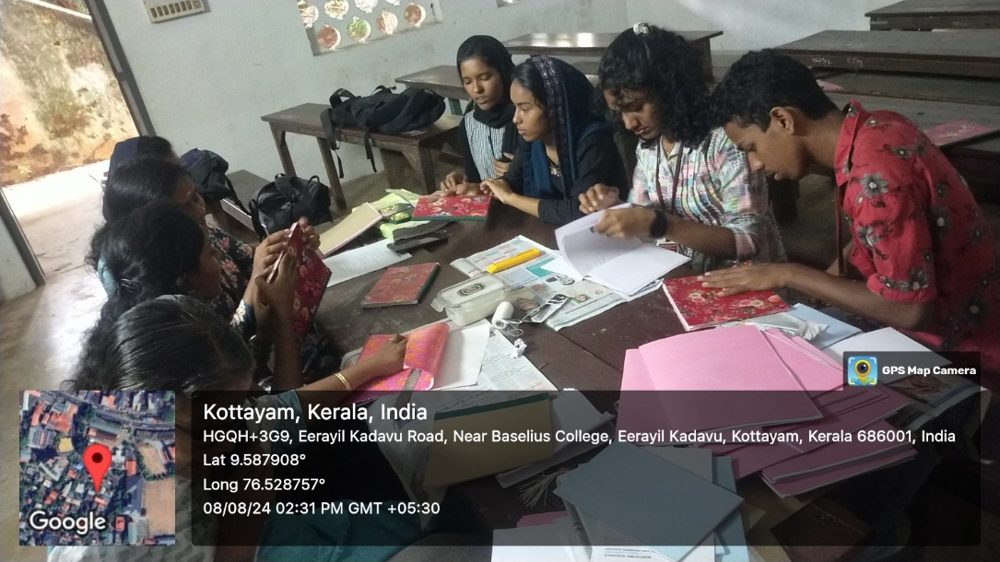 GPS Map Camera
Kottayam, Kerala, India
HGQH+3G9, Eerayil Kadavu Road, Near Baselius College, Eerayil Kadavu, Kottayam, Kerala 686001, India
Lat 9.587908°
Long 76.528757°
08/08/24 02:31 PM GMT +05:30
Google